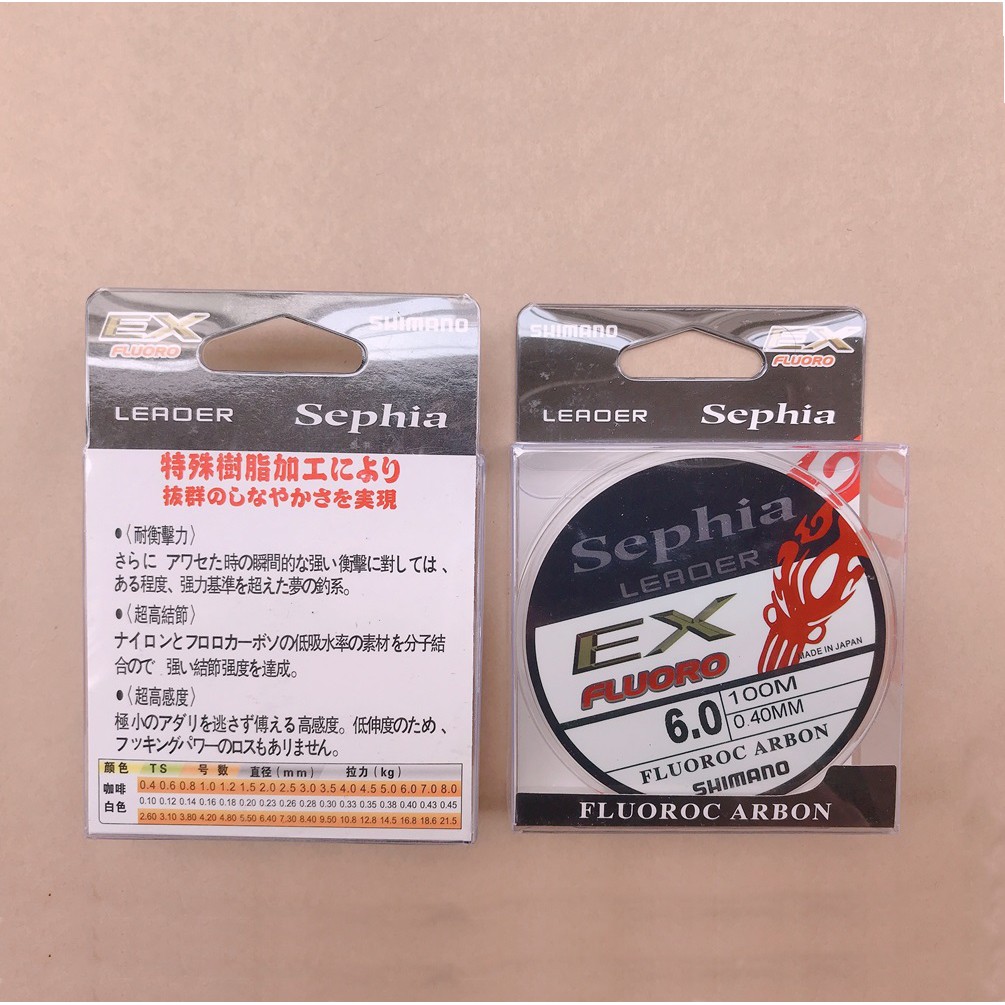 EX
FLUORO
SHIMANO
LEADER Sephia
特殊樹脂加工により
抜群のしなやかさを実現
●〈耐衡擊力〉
さらに アワセた時の瞬間的な强い衡擊に對しては、
ある程度、强力基準を超えた夢の釣系。
●〈超高結節〉
ナイロンとフロロカーボソの低吸水率の素材を分子結
合ので 强い結節强度を達成。
●〈超高感度〉
極小のアダリを逃さず傅える高感度。低伸度のため、
フッキングパワーのロスもありません。
颜色 TS 号数 直径(mm) 拉力(kg)
咖啡 0.4 0.6 0.8 1.0 1.2 1.5 2.0 2.5 3.0 3.5 4.0 4.5 5.0 6.0 7.0 8.0
白色 0.10 0.12 0.14 0.16 0.18 0.20 0.23 0.26 0.28 0.30 0.33 0.35 0.38 0.40 0.43 0.45
2.60 3.10 3.80 4.20 4.80 5.50 6.40 7.30 8.40 9.50 10.8 12.8 14.5 16.8 18.6 21.5
SHIMANO
EX
FLUORO
LEADER Sephia
Sephia
LEADER
EX
FLUORO
MADE IN JAPAN
6.0
100M
0.40MM
FLUOROC ARBON
SHIMANO
FLUOROC ARBON